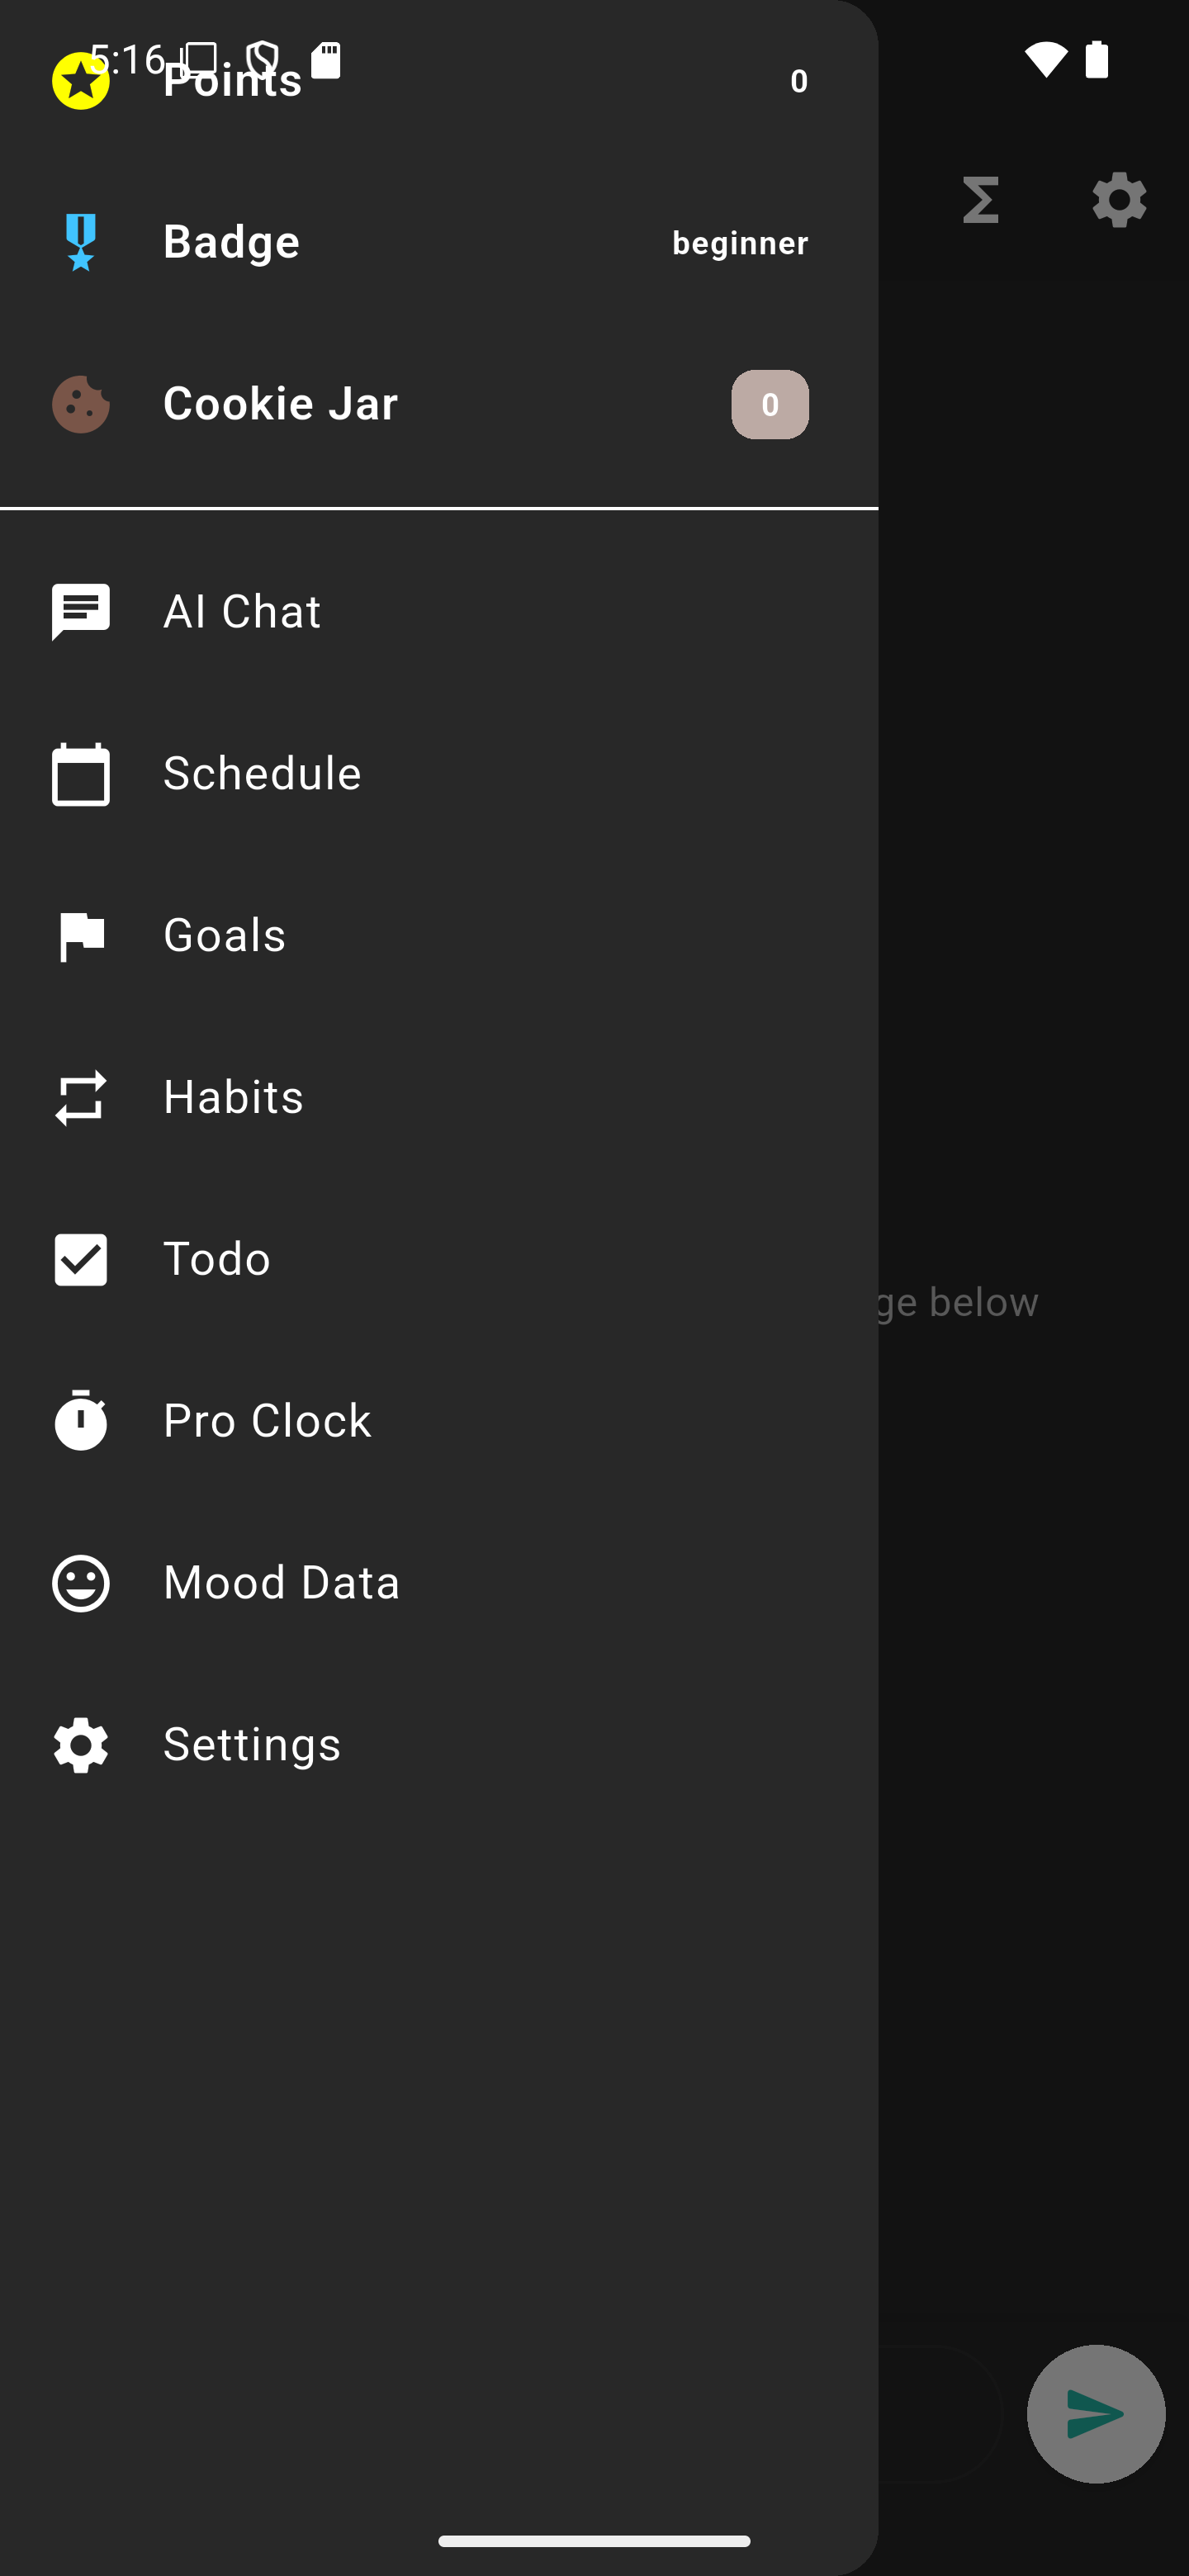 5:16
Points 0
Badge beginner
Cookie Jar 0
AI Chat
Schedule
Goals
Habits
Todo
ge below
Pro Clock
Mood Data
Settings